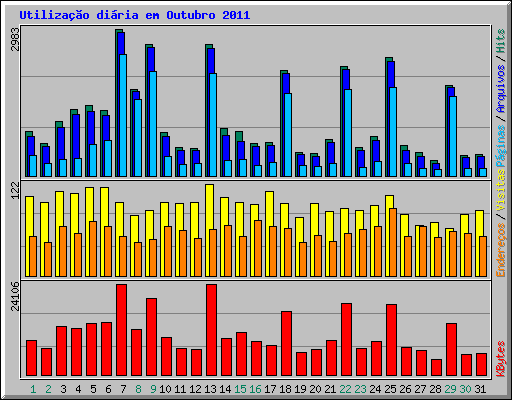 Utilização diária em Outubro 2011
2983
122
24106
Endereços / Visitas Páginas / Arquivos / Hits
KBytes
1 2 3 4 5 6 7 8 9 10 11 12 13 14 15 16 17 18 19 20 21 22 23 24 25 26 27 28 29 30 31